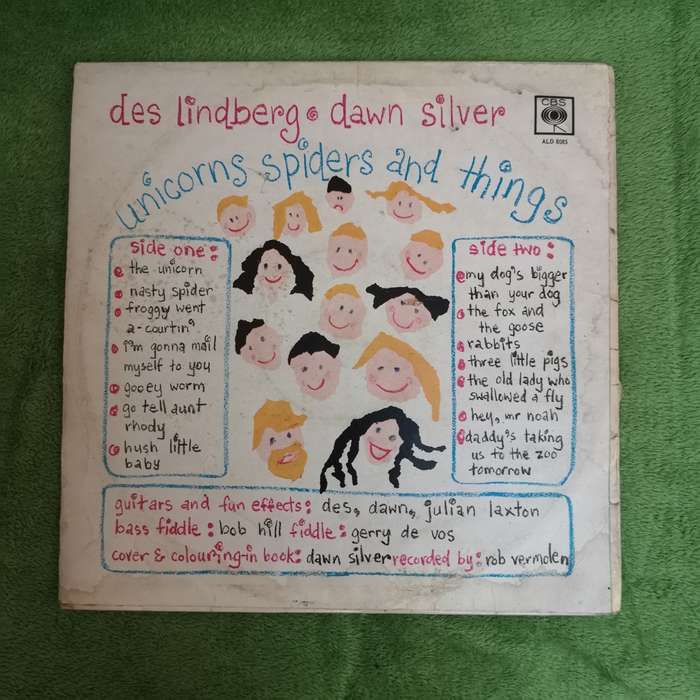 des lindberg • dawn silver
CBS
ALD 8085
unicorns spiders and things
side one:
the unicorn
nasty spider
froggy went
a-courtin'
i'm gonna mail
myself to you
gooey worm
go tell aunt
rhody
hush little
baby
side two:
my dog's bigger
than your dog
the fox and
the goose
rabbits
three little pigs
the old lady who
swallowed a fly
hey, mr noah
daddy's taking
us to the zoo
tomorrow
guitars and fun effects: des, dawn, julian laxton
bass fiddle: bob hill fiddle: gerry de vos
cover & colouring-in book: dawn silver recorded by: rob vermolen